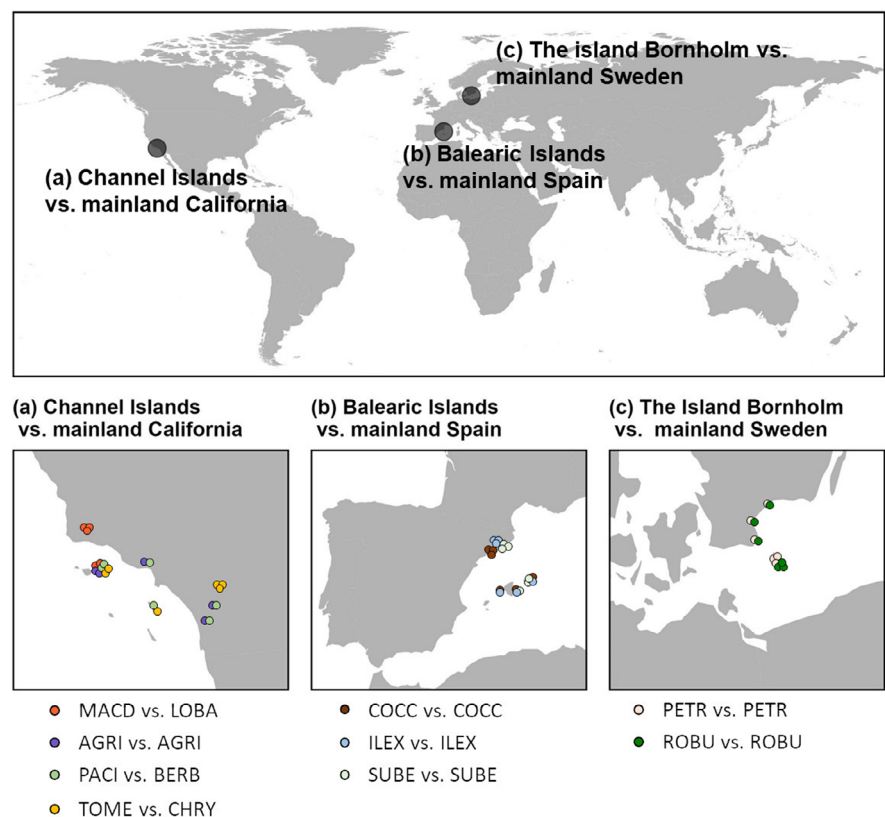 (c) The island Bornholm vs.
mainland Sweden
(b) Balearic Islands
vs. mainland Spain
(a) Channel Islands
vs. mainland California
(a) Channel Islands
vs. mainland California
(b) Balearic Islands
vs. mainland Spain
(c) The Island Bornholm
vs. mainland Sweden
MACD vs. LOBA
AGRI vs. AGRI
PACI vs. BERB
TOME vs. CHRY
COCC vs. COCC
ILEX vs. ILEX
SUBE vs. SUBE
PETR vs. PETR
ROBU vs. ROBU